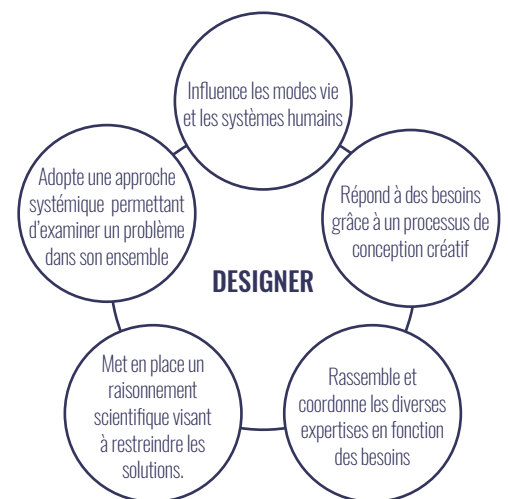 Influence les modes vie
et les systèmes humains
Répond à des besoins
grâce à un processus de
conception créatif
Rassemble et
coordonne les diverses
expertises en fonction
des besoins
Met en place un
raisonnement
scientifique visant
à restreindre les
solutions.
Adopte une approche
systémique permettant
d'examiner un problème
dans son ensemble
DESIGNER